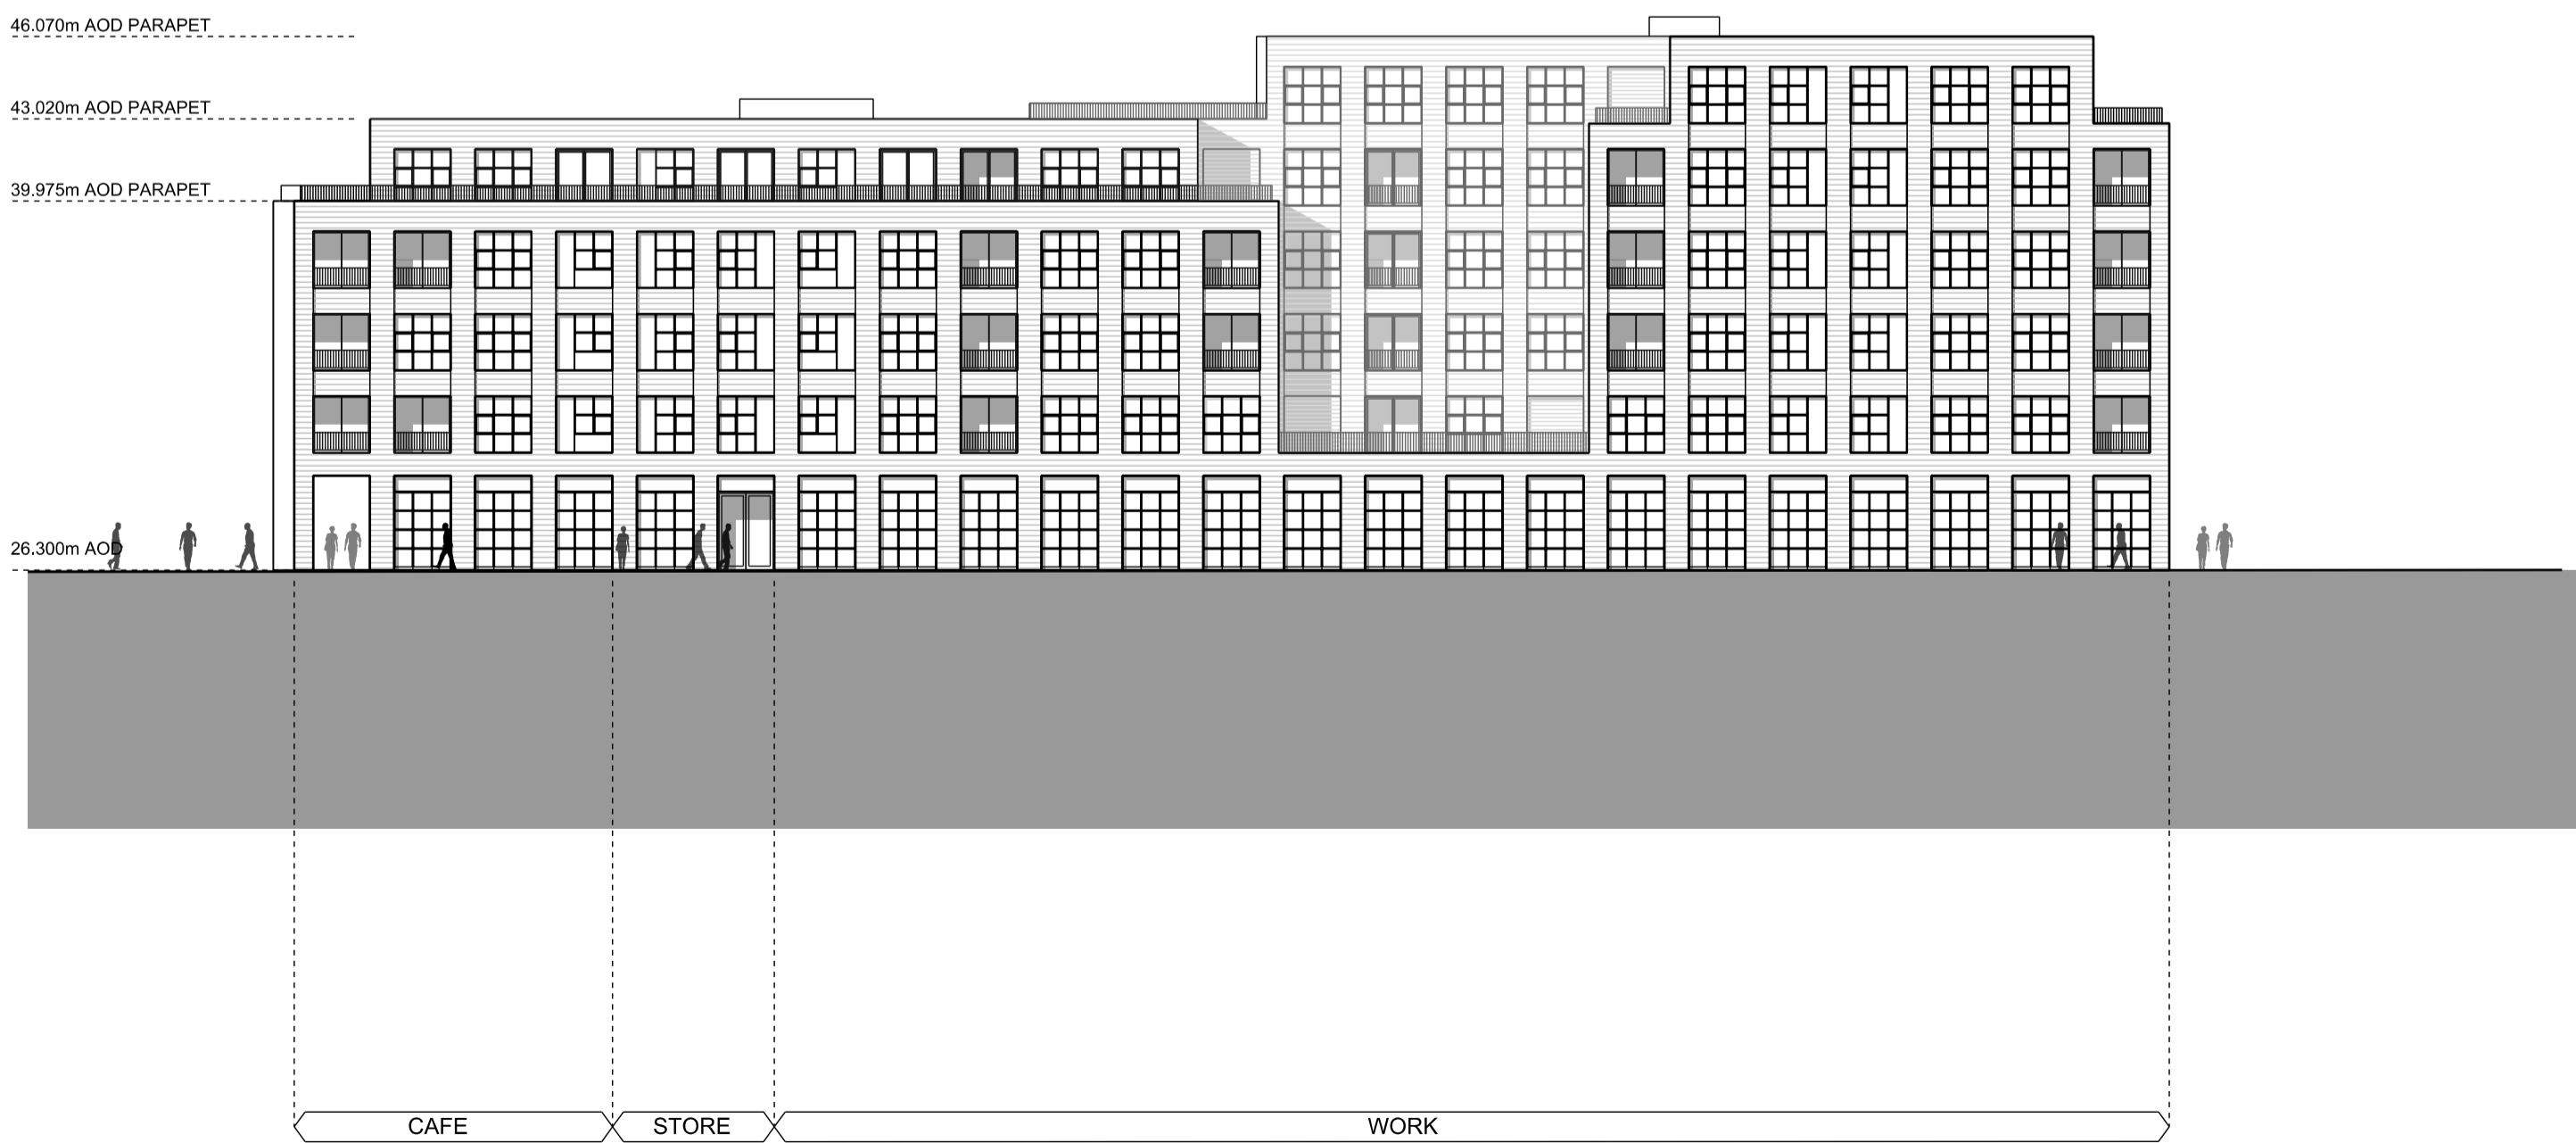 46.070m AOD PARAPET
43.020m AOD PARAPET
39.975m AOD PARAPET
26.300m AOD
CAFE
STORE
WORK